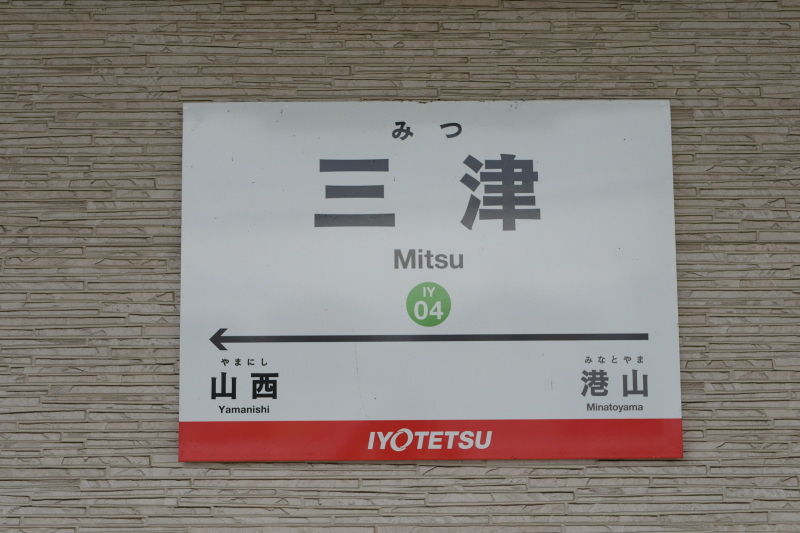 みつ
三津
Mitsu
IY
04
やまにし
山西
Yamanishi
みなとやま
港山
Minatoyama
IYOTETSU